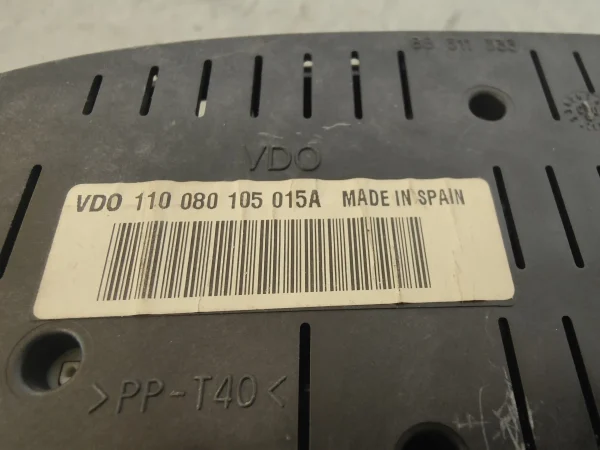 VDO
VDO 110 080 105 015A MADE IN SPAIN
>PP-T40<